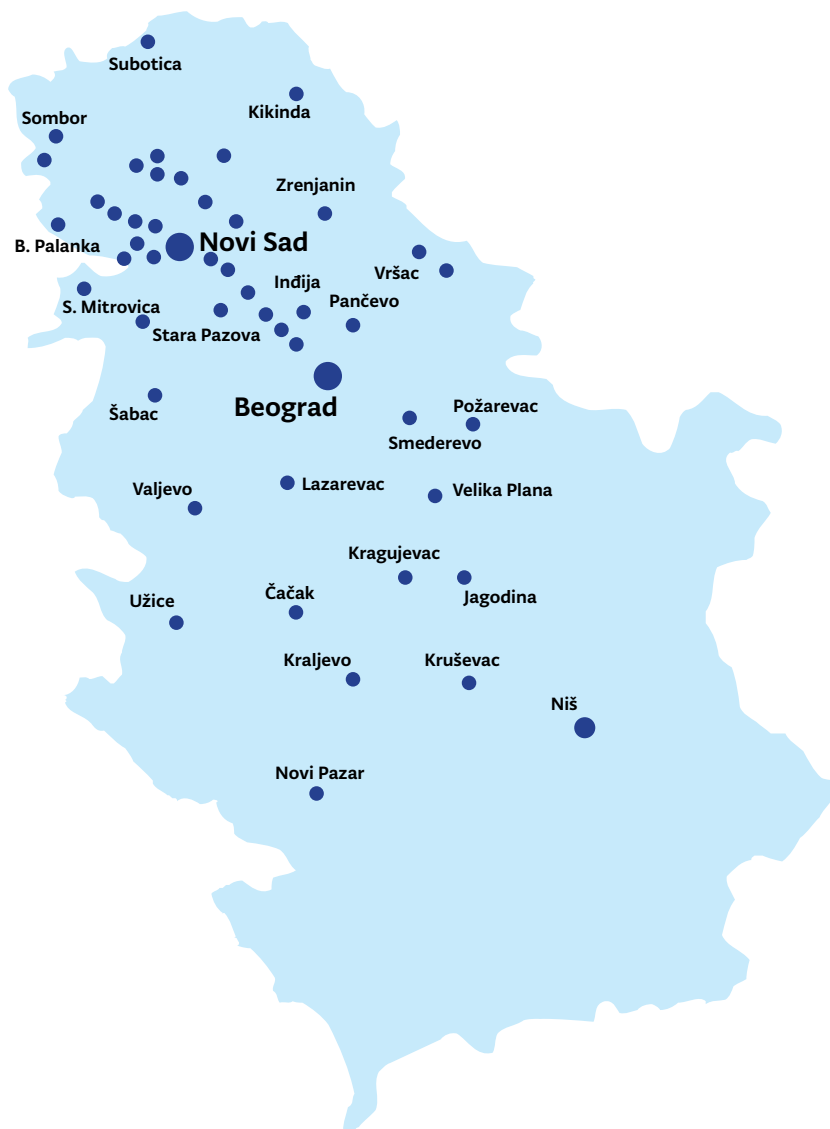 Subotica
Kikinda
Sombor
Zrenjanin
Novi Sad
B. Palanka
Vršac
Inđija
Pančevo
S. Mitrovica
Stara Pazova
Beograd
Šabac
Požarevac
Smederevo
Lazarevac
Valjevo
Velika Plana
Kragujevac
Čačak
Jagodina
Užice
Kraljevo
Kruševac
Niš
Novi Pazar